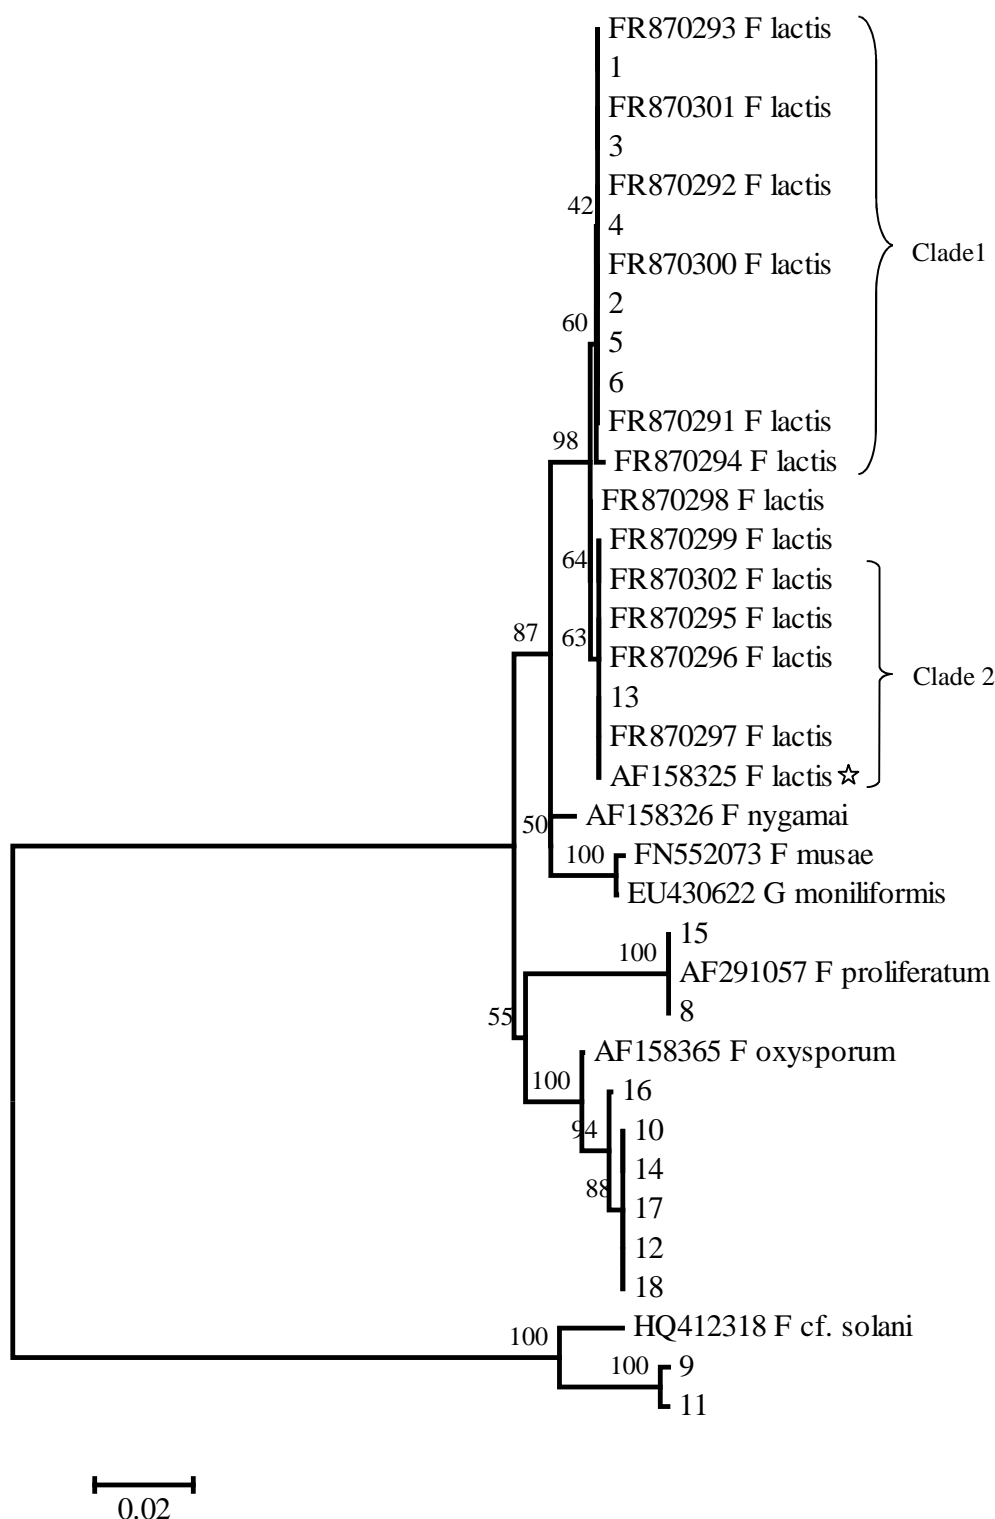 FR870293 F lactis
1
FR870301 F lactis
3
FR870292 F lactis
42
4
Clade1
FR870300 F lactis
2
60
5
6
FR870291 F lactis
98
FR870294 F lactis
FR870298 F lactis
FR870299 F lactis
64
FR870302 F lactis
FR870295 F lactis
87
63
FR870296 F lactis
Clade 2
13
FR870297 F lactis
AF158325 F lactis ☆
AF158326 F nygamai
50
100
FN552073 F musae
EU430622 G moniliformis
15
100
AF291057 F proliferatum
8
55
AF158365 F oxysporum
100
16
94
10
14
88
17
12
18
HQ412318 F cf. solani
100
100
9
11
0.02